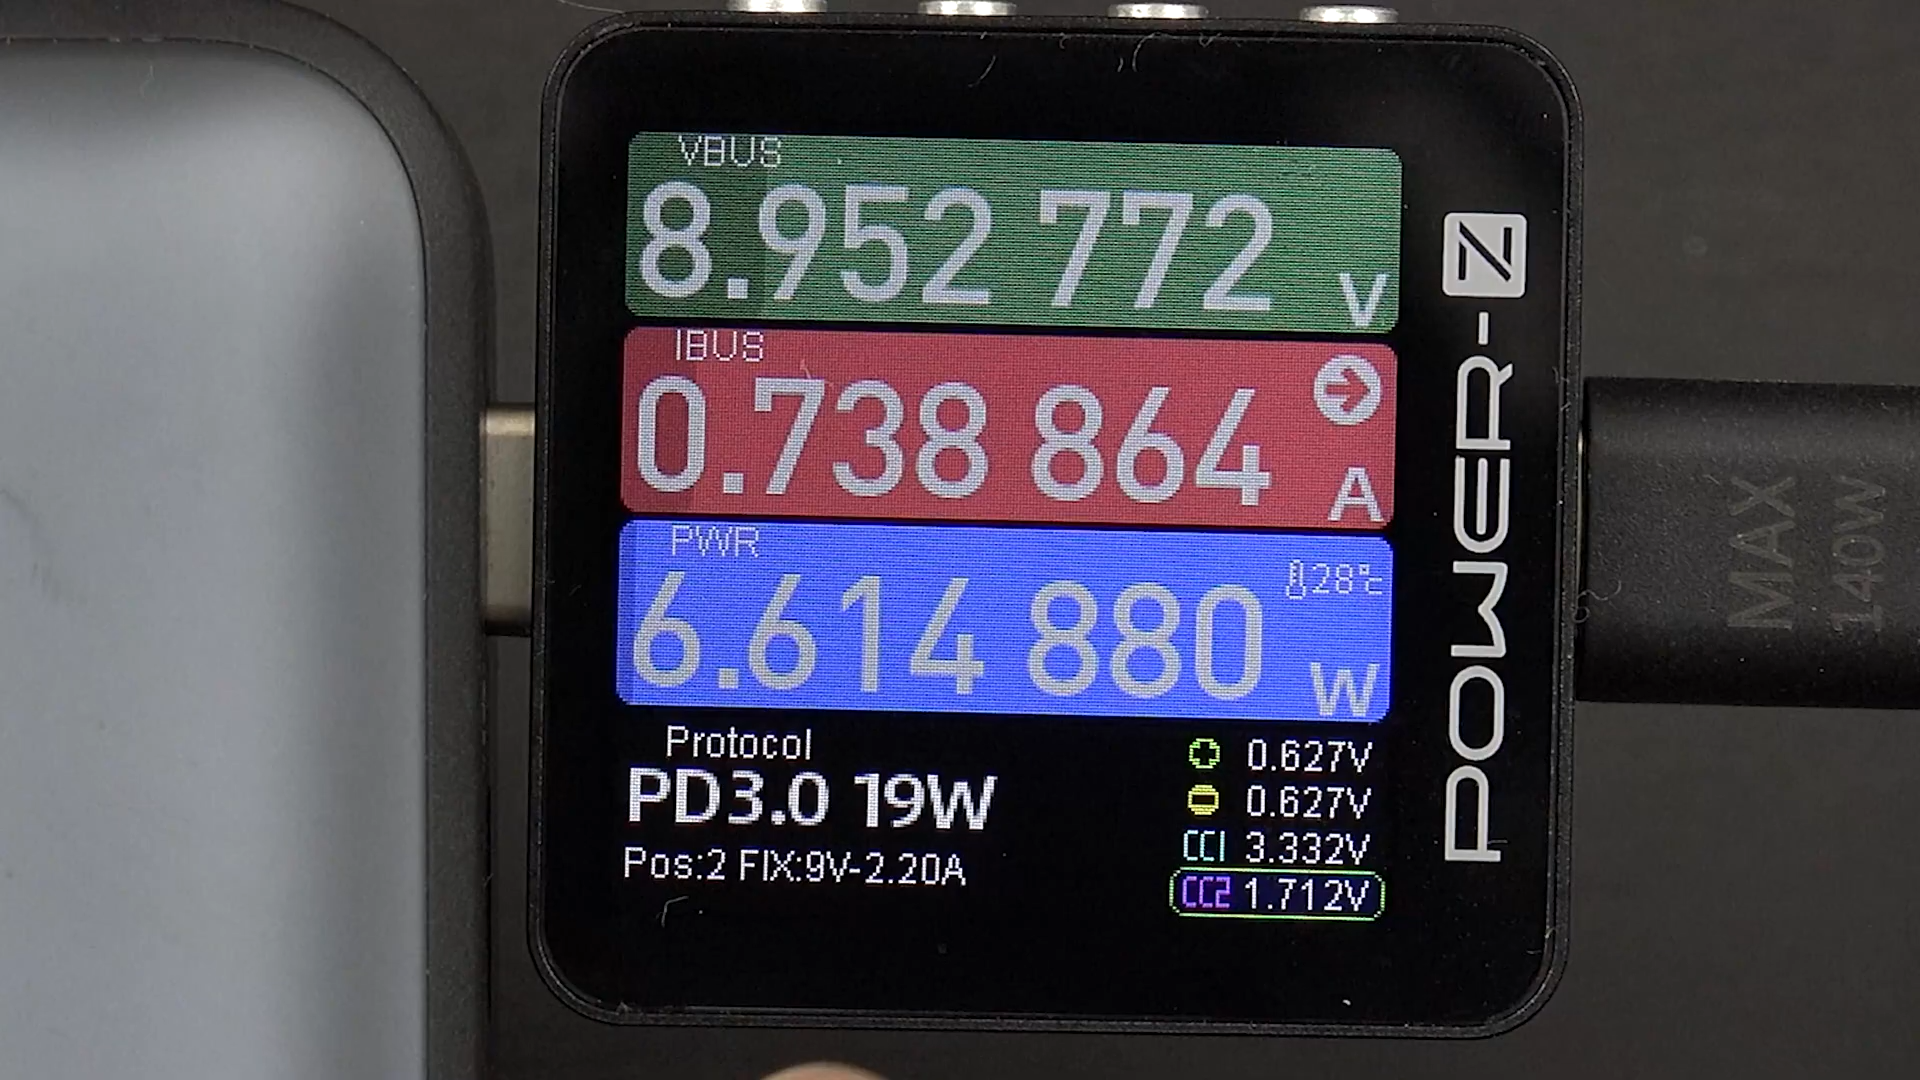 VBUS
8.952 772 V
IBUS
0.738 864 A
PWR
28°C
6.614 880 W
Protocol
PD3.0 19W
Pos:2 FIX:9V-2.20A
0.627V
0.627V
CC1 3.332V
CC2 1.712V
POWER-Z
MAX
140W